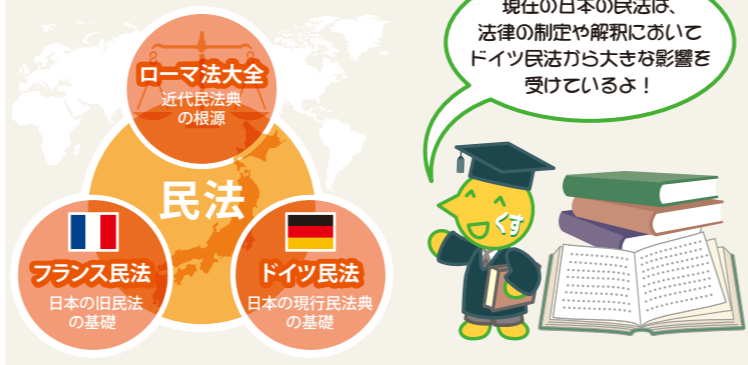 ローマ法大全
近代民法典
の根源
民法
フランス民法
日本の旧民法
の基礎
ドイツ民法
日本の現行民法典
の基礎
現在の日本の民法は、
法律の制定や解釈において
ドイツ民法から大きな影響を
受けているよ！
くす